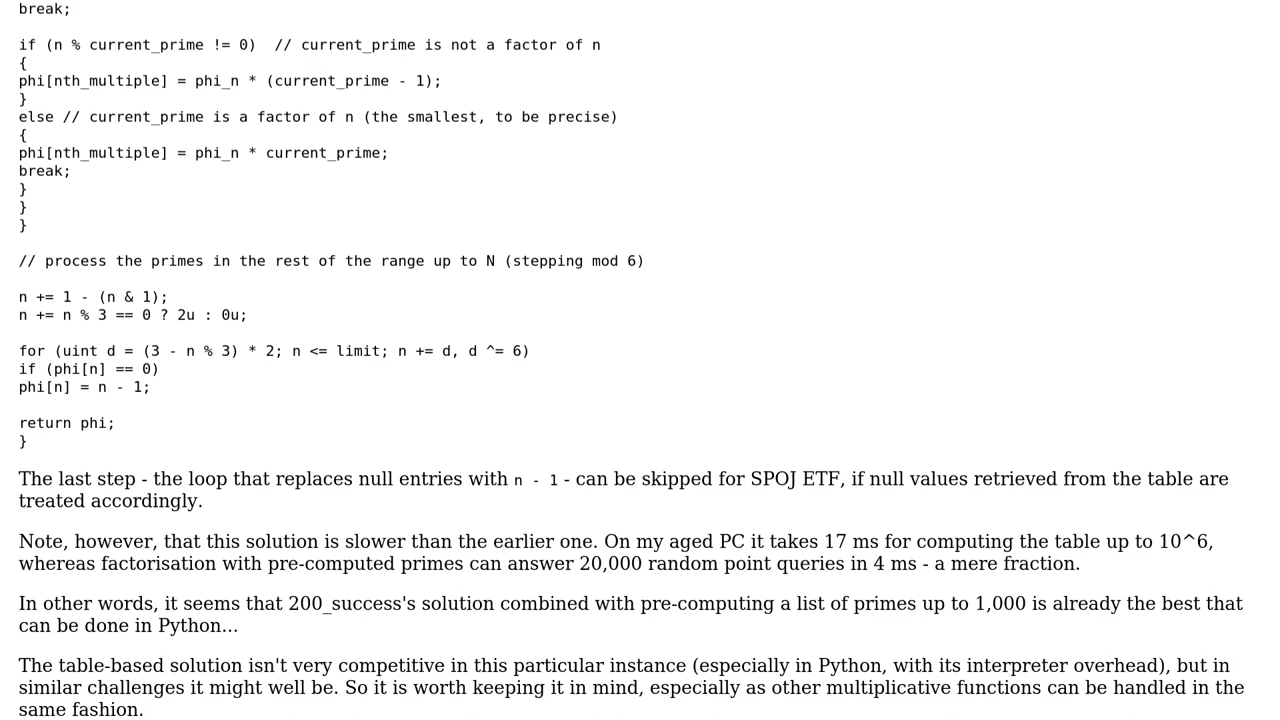 break;

if (n % current_prime != 0)  // current_prime is not a factor of n
{
phi[nth_multiple] = phi_n * (current_prime - 1);
}
else // current_prime is a factor of n (the smallest, to be precise)
{
phi[nth_multiple] = phi_n * current_prime;
break;
}
}
}

// process the primes in the rest of the range up to N (stepping mod 6)

n += 1 - (n & 1);
n += n % 3 == 0 ? 2u : 0u;

for (uint d = (3 - n % 3) * 2; n <= limit; n += d, d ^= 6)
if (phi[n] == 0)
phi[n] = n - 1;

return phi;
}

The last step - the loop that replaces null entries with n - 1 - can be skipped for SPOJ ETF, if null values retrieved from the table are
treated accordingly.

Note, however, that this solution is slower than the earlier one. On my aged PC it takes 17 ms for computing the table up to 10^6,
whereas factorisation with pre-computed primes can answer 20,000 random point queries in 4 ms - a mere fraction.

In other words, it seems that 200_success's solution combined with pre-computing a list of primes up to 1,000 is already the best that
can be done in Python...

The table-based solution isn't very competitive in this particular instance (especially in Python, with its interpreter overhead), but in
similar challenges it might well be. So it is worth keeping it in mind, especially as other multiplicative functions can be handled in the
same fashion.